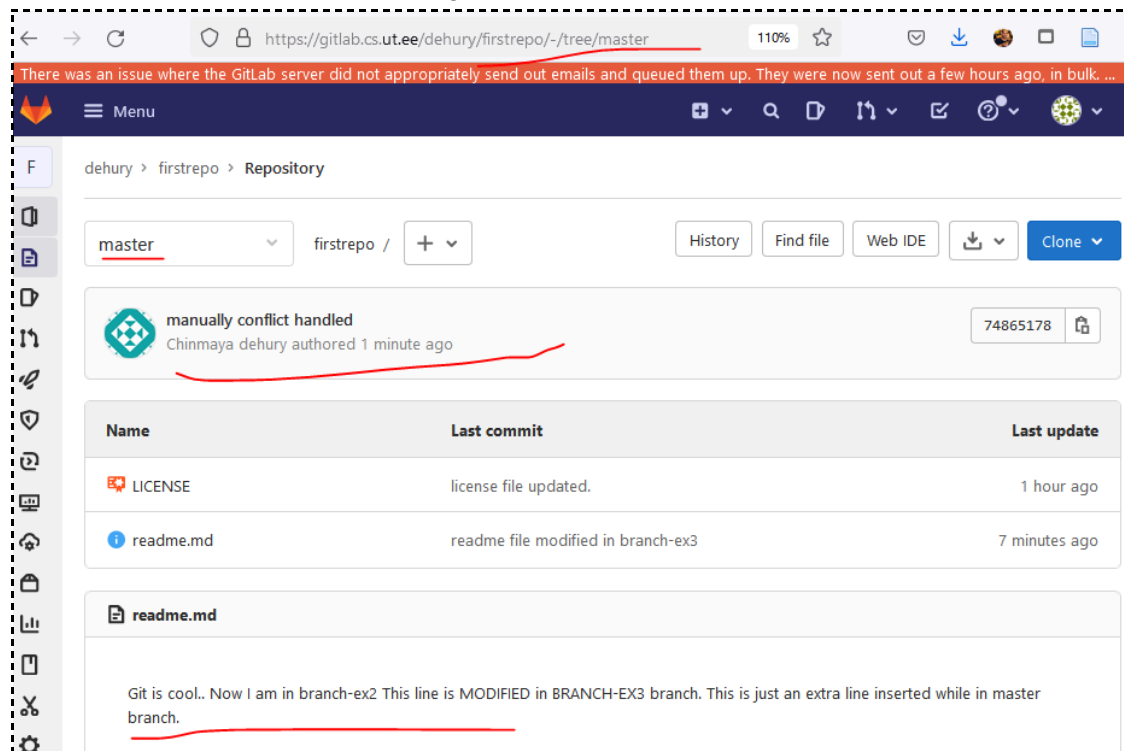 https://gitlab.cs.ut.ee/dehury/firstrepo/-/tree/master 110%
There was an issue where the GitLab server did not appropriately send out emails and queued them up. They were now sent out a few hours ago, in bulk. ...
Menu
F
dehury > firstrepo > Repository
master firstrepo / + History Find file Web IDE Clone
manually conflict handled
Chinmaya dehury authored 1 minute ago
74865178
Name Last commit Last update
LICENSE license file updated. 1 hour ago
readme.md readme file modified in branch-ex3 7 minutes ago
readme.md
Git is cool.. Now I am in branch-ex2 This line is MODIFIED in BRANCH-EX3 branch. This is just an extra line inserted while in master
branch.